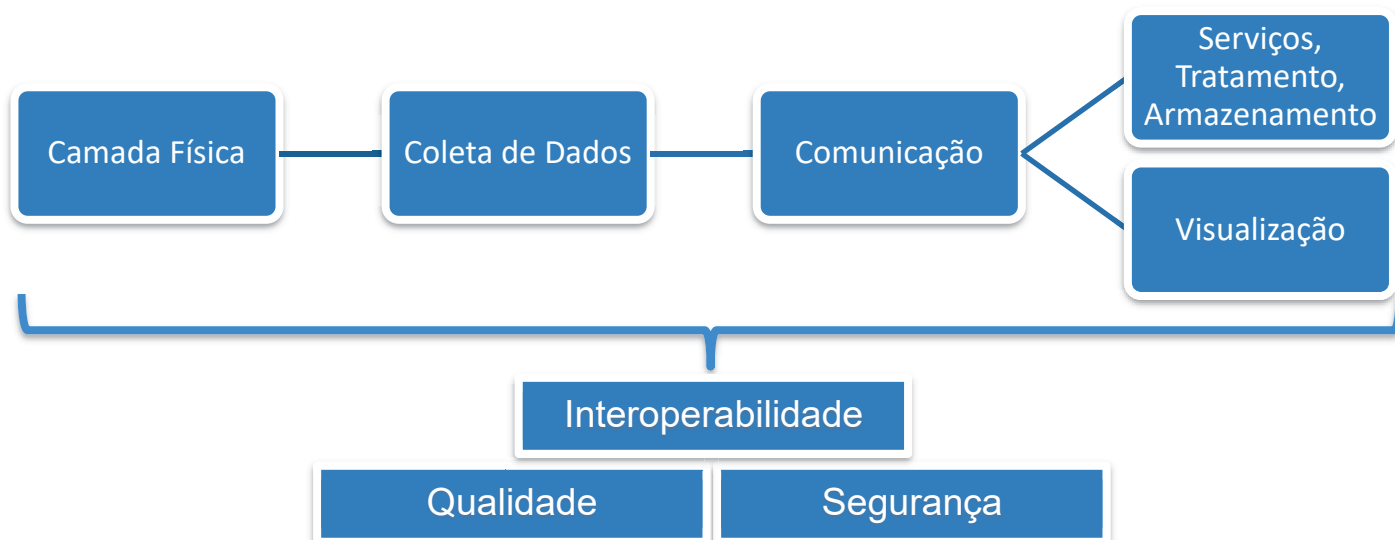 Camada Física
Coleta de Dados
Comunicação
Serviços,
Tratamento,
Armazenamento
Visualização
Interoperabilidade
Qualidade
Segurança